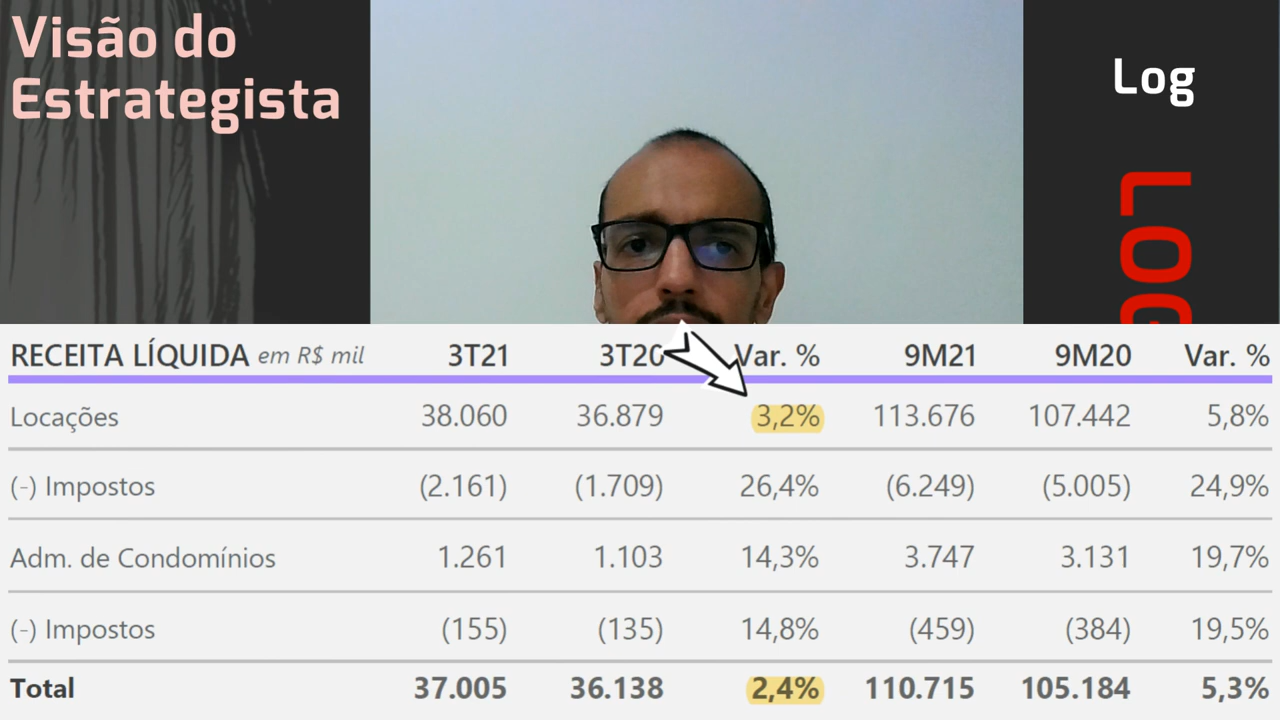 Visão do
Estrategista
Log
LOG
RECEITA LÍQUIDA em R$ mil 3T21 3T20 Var. % 9M21 9M20 Var. %
Locações 38.060 36.879 3,2% 113.676 107.442 5,8%
(-) Impostos (2.161) (1.709) 26,4% (6.249) (5.005) 24,9%
Adm. de Condomínios 1.261 1.103 14,3% 3.747 3.131 19,7%
(-) Impostos (155) (135) 14,8% (459) (384) 19,5%
Total 37.005 36.138 2,4% 110.715 105.184 5,3%